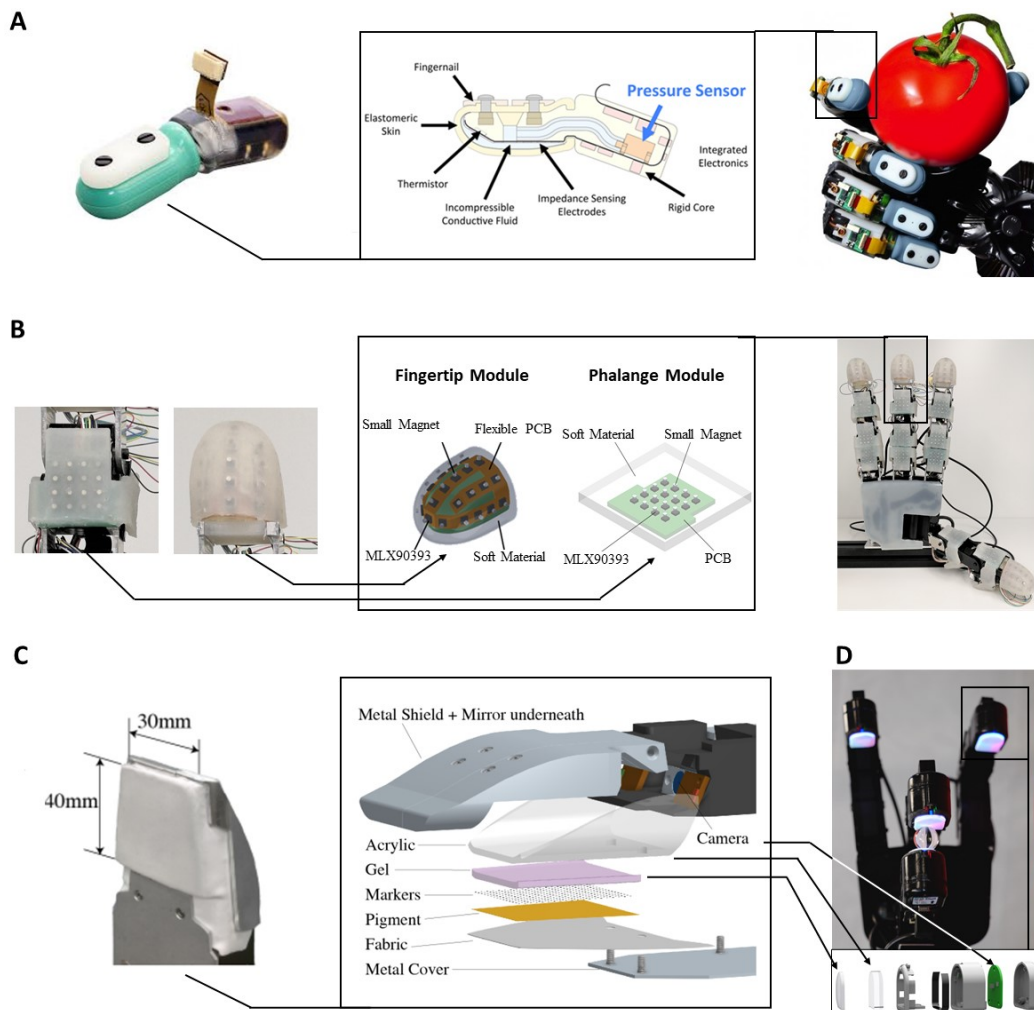 A
Fingernail
Pressure Sensor
Elastomeric
Skin
Integrated
Electronics
Thermistor
Incompressible
Conductive Fluid
Impedance Sensing
Electrodes
Rigid Core
B
Fingertip Module
Phalange Module
Small Magnet
Flexible PCB
Soft Material
Small Magnet
MLX90393
Soft Material
MLX90393
PCB
C
D
30mm
40mm
Metal Shield + Mirror underneath
Camera
Acrylic
Gel
Markers
Pigment
Fabric
Metal Cover